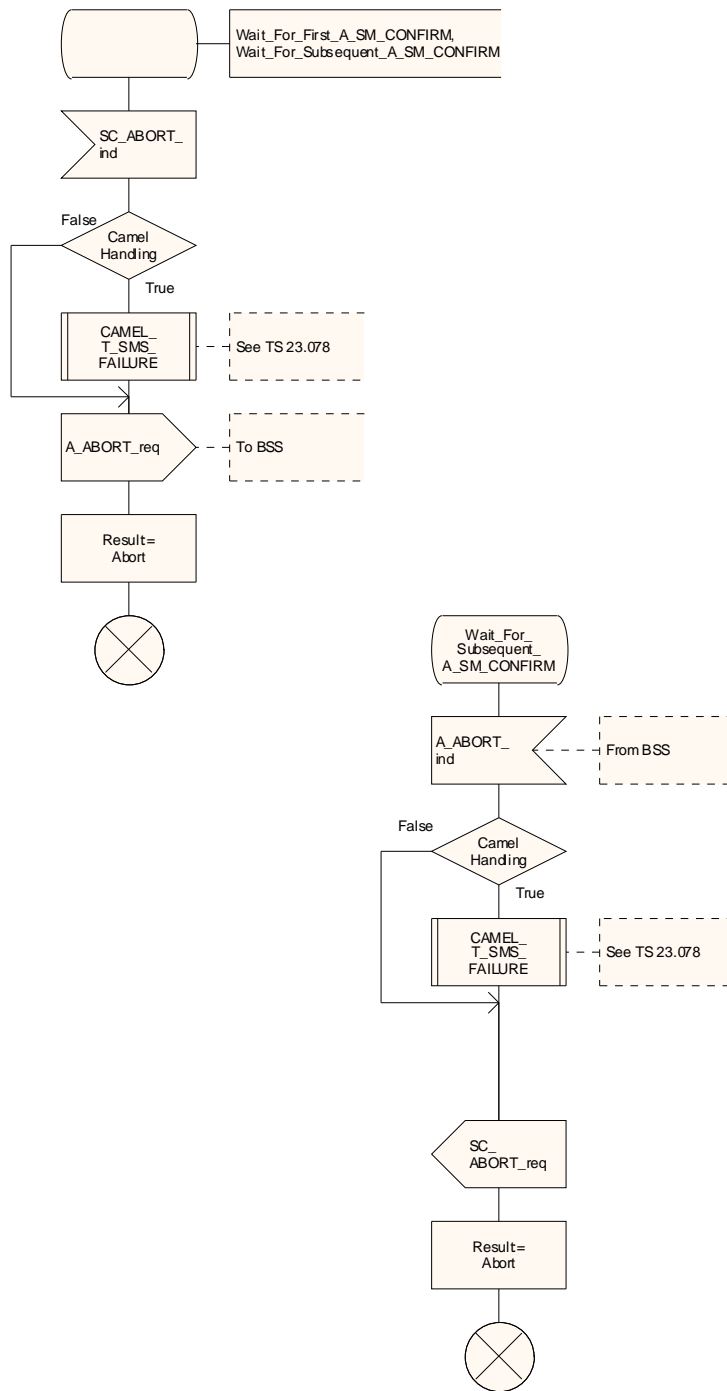 Wait_For_First_A_SM_CONFIRM,
Wait_For_Subsequent_A_SM_CONFIRM
SC_ABORT_
ind
False
Camel
Handling
True
CAMEL_
T_SMS_
FAILURE
See TS 23.078
A_ABORT_req
To BSS
Result=
Abort
Wait_For_
Subsequent_
A_SM_CONFIRM
A_ABORT_
ind
From BSS
False
Camel
Handling
True
CAMEL_
T_SMS_
FAILURE
See TS 23.078
SC_
ABORT_req
Result=
Abort